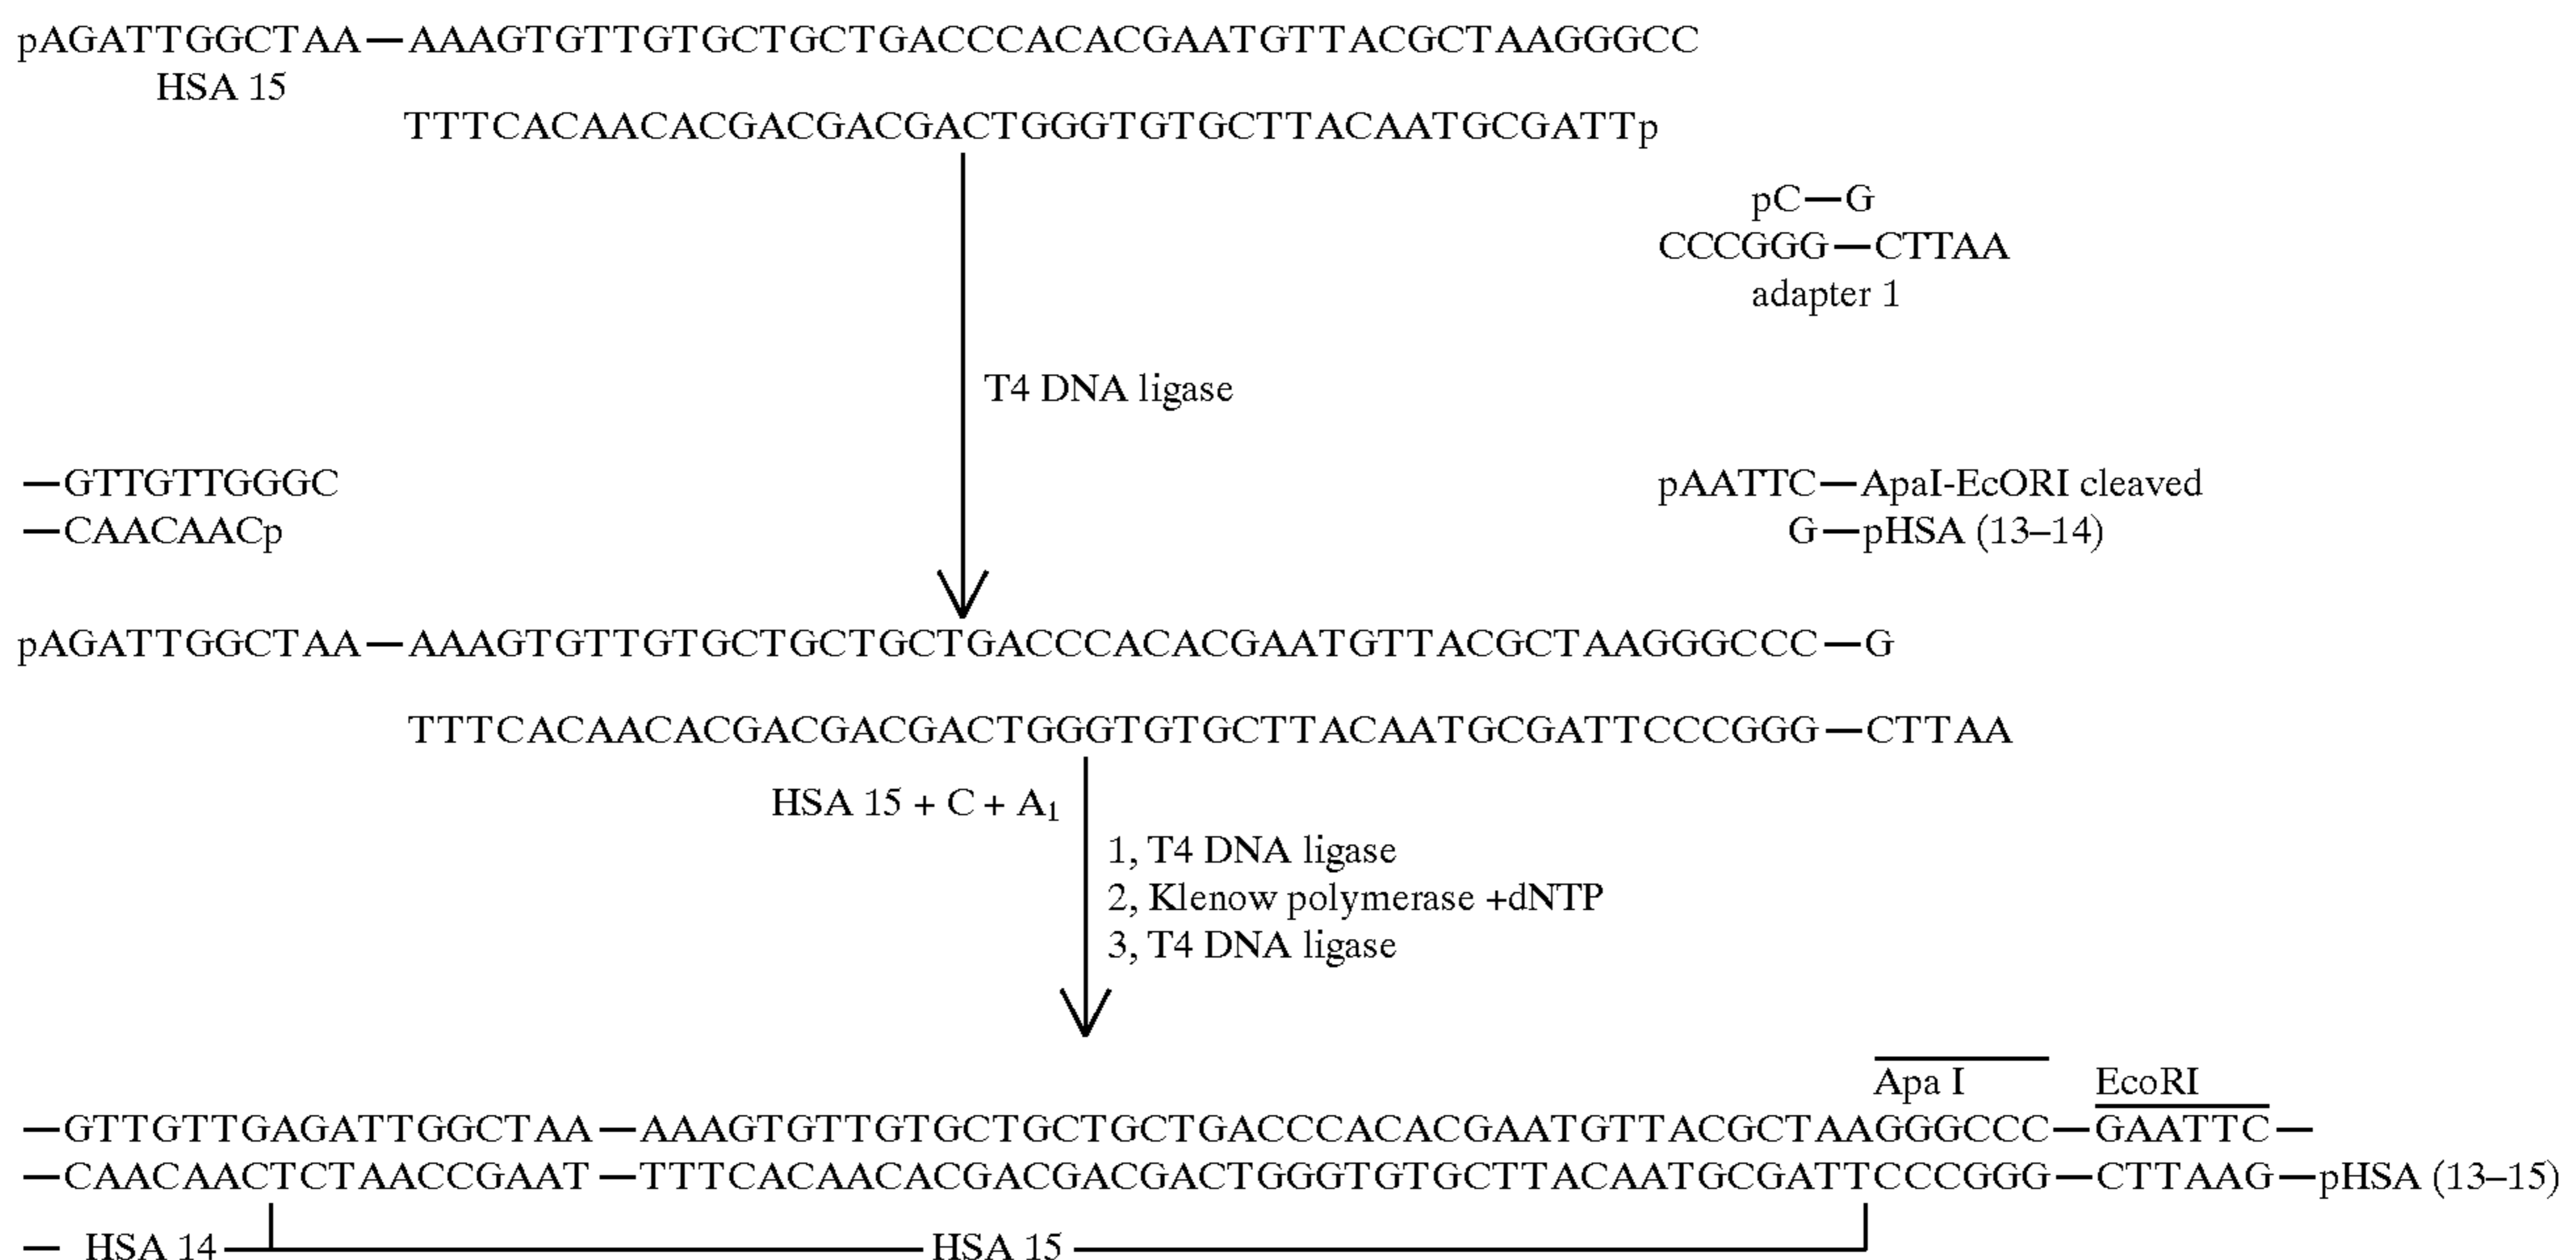 pAGATTGGCTAA—AAAGTGTTGTGCTGCTGACCCACACGAATGTTACGCTAAGGGCC
HSA 15
TTTCACAACACGACGACGACTGGGTGTGCTTACAATGCGATTp
pC—G
CCCGGG—CTTAA
adapter 1
T4 DNA ligase
—GTTGTTGGGC
pAATTC—ApaI-EcORI cleaved
—CAACAACp
G—pHSA (13–14)
pAGATTGGCTAA—AAAGTGTTGTGCTGCTGCTGACCCACACGAATGTTACGCTAAGGGCCC—G
TTTCACAACACGACGACGACTGGGTGTGCTTACAATGCGATTCCCGGG—CTTAA
HSA 15 + C + A1
1, T4 DNA ligase
2, Klenow polymerase +dNTP
3, T4 DNA ligase
Apa I EcoRI
—GTTGTTGAGATTGGCTAA—AAAGTGTTGTGCTGCTGCTGACCCACACGAATGTTACGCTAAGGGCCC—GAATTC—
—CAACAACTCTAACCGAAT—TTTCACAACACGACGACGACTGGGTGTGCTTACAATGCGATTCCCGGG—CTTAAG—pHSA (13–15)
— HSA 14 — HSA 15